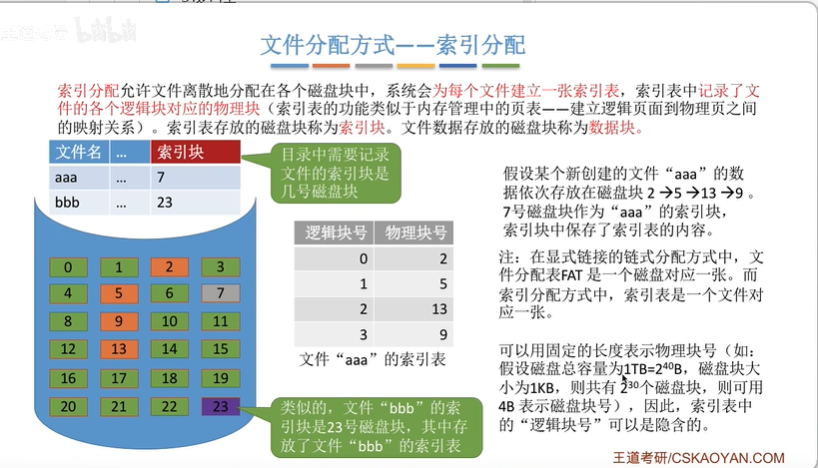 bilibili
文件分配方式——索引分配
索引分配允许文件离散地分配在各个磁盘块中，系统会为每个文件建立一张索引表，索引表中记录了文
件的各个逻辑块对应的物理块（索引表的功能类似于内存管理中的页表——建立逻辑页面到物理页之间
的映射关系）。索引表存放的磁盘块称为索引块。文件数据存放的磁盘块称为数据块。
文件名 ... 索引块
aaa ... 7
bbb ... 23
目录中需要记录
文件的索引块是
几号磁盘块
0 1 2 3
4 5 6 7
8 9 10 11
12 13 14 15
16 17 18 19
20 21 22 23
逻辑块号 物理块号
0 2
1 5
2 13
3 9
文件“aaa”的索引表
类似的，文件“bbb”的索
引块是23号磁盘块，其中存
放了文件“bbb”的索引表
假设某个新创建的文件“aaa”的数
据依次存放在磁盘块 2→5→13→9 。
7号磁盘块作为“aaa”的索引块，
索引块中保存了索引表的内容。
注：在显式链接的链式分配方式中，文
件分配表FAT 是一个磁盘对应一张。而
索引分配方式中，索引表是一个文件对
应一张。
可以用固定的长度表示物理块号（如：
假设磁盘总容量为1TB=2⁴⁰B，磁盘块大
小为1KB，则共有 2³⁰个磁盘块，则可用
4B 表示磁盘块号），因此，索引表中
的“逻辑块号”可以是隐含的。
王道考研/CSKAOYAN.COM